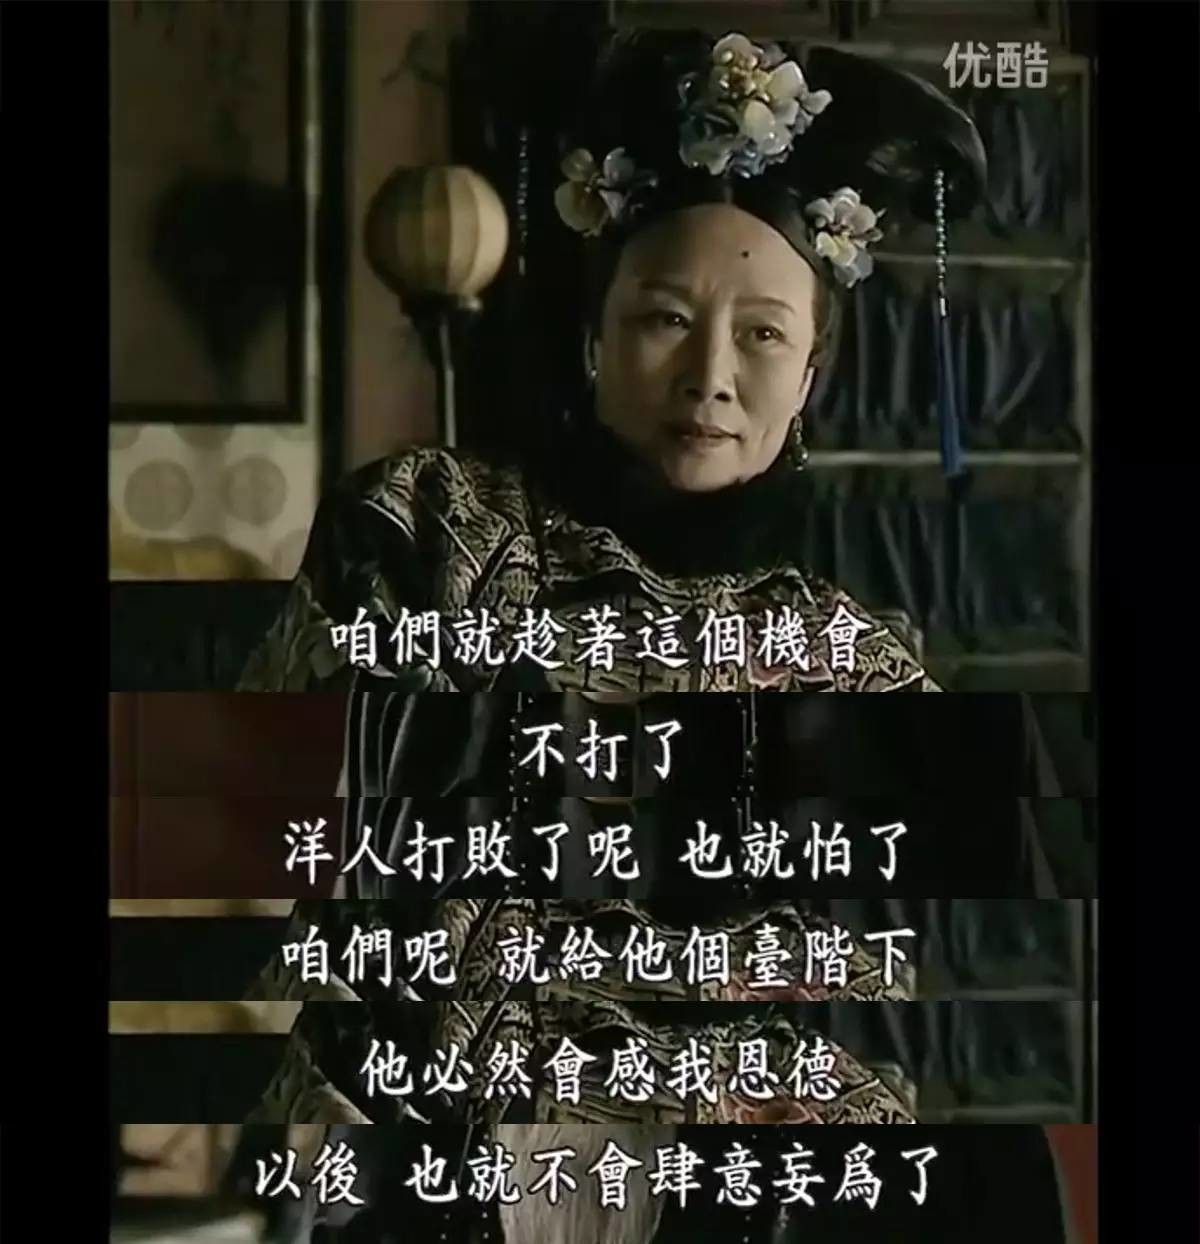 优酷
咱們就趁著這個機會
不打了
洋人打敗了呢 也就怕了
咱們呢 就給他個臺階下
他必然會感我恩德
以後 也就不會肆意妄爲了